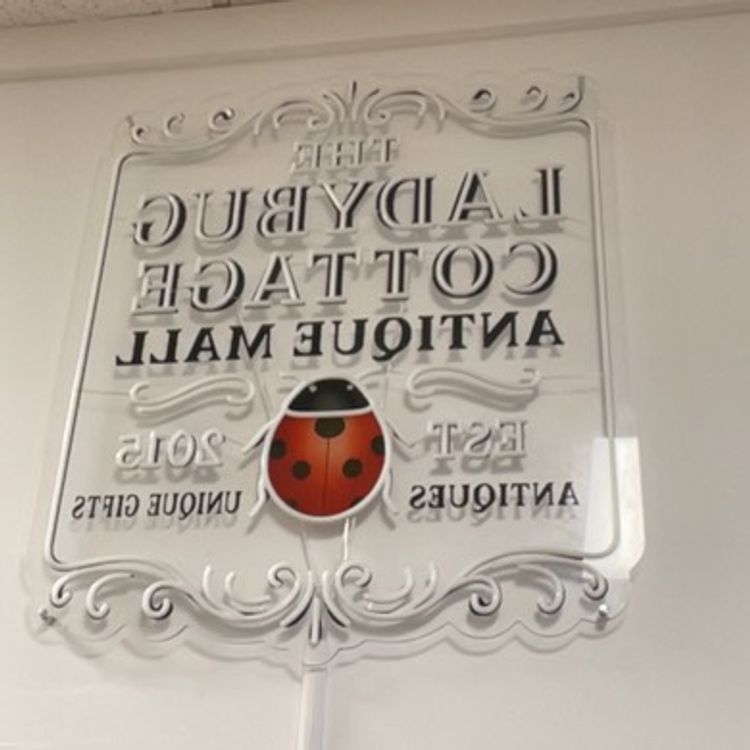 THE
LADYBUG
COTTAGE
ANTIQUE MALL
EST 2015
ANTIQUES UNIQUE GIFTS